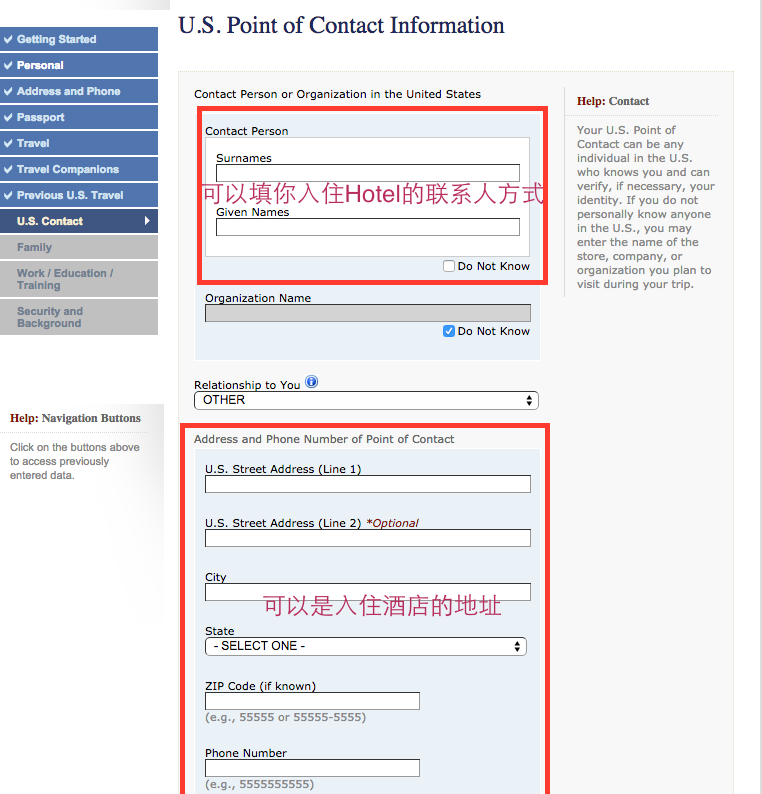 U.S. Point of Contact Information
Getting Started
Personal
Address and Phone
Passport
Travel
Travel Companions
Previous U.S. Travel
U.S. Contact
Family
Work / Education /
Training
Security and
Background
Help: Navigation Buttons
Click on the buttons above
to access previously
entered data.
Contact Person or Organization in the United States
Contact Person
Surnames
可以填你入住Hotel的联系人方式
Given Names
Do Not Know
Organization Name
Do Not Know
Relationship to You
OTHER
Address and Phone Number of Point of Contact
U.S. Street Address (Line 1)
U.S. Street Address (Line 2) *Optional
City
可以是入住酒店的地址
State
- SELECT ONE -
ZIP Code (if known)
(e.g., 55555 or 55555-5555)
Phone Number
(e.g., 5555555555)
Help: Contact
Your U.S. Point of
Contact can be any
individual in the U.S.
who knows you and can
verify, if necessary, your
identity. If you do not
personally know anyone
in the U.S., you may
enter the name of the
store, company, or
organization you plan to
visit during your trip.